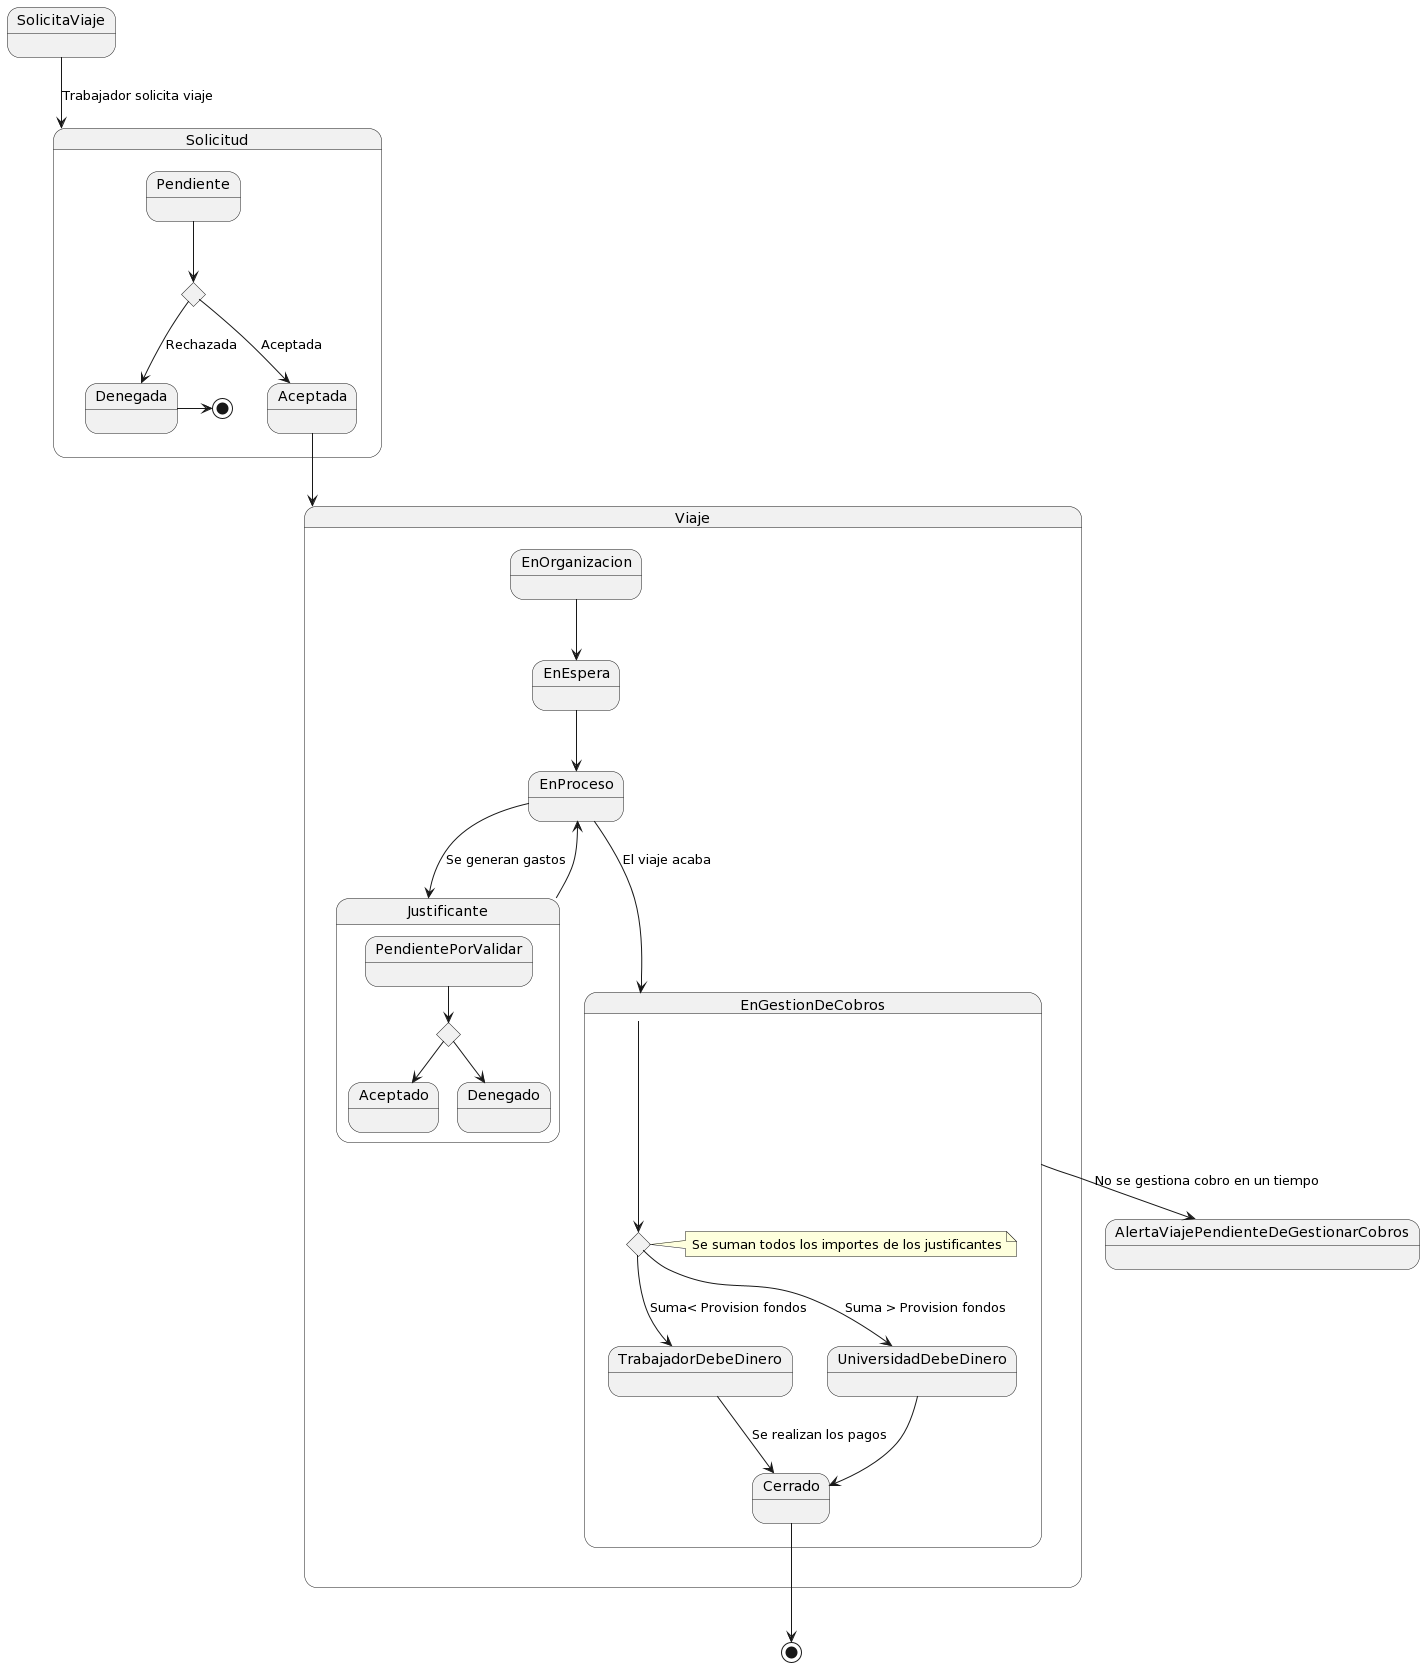 SolicitaViaje
Trabajador solicita viaje
Solicitud
Pendiente
Rechazada
Aceptada
Denegada
Aceptada
Viaje
EnOrganizacion
EnEspera
EnProceso
Se generan gastos
El viaje acaba
Justificante
PendientePorValidar
Aceptado
Denegado
EnGestionDeCobros
No se gestiona cobro en un tiempo
AlertaViajePendienteDeGestionarCobros
Se suman todos los importes de los justificantes
Suma< Provision fondos
Suma > Provision fondos
TrabajadorDebeDinero
UniversidadDebeDinero
Se realizan los pagos
Cerrado